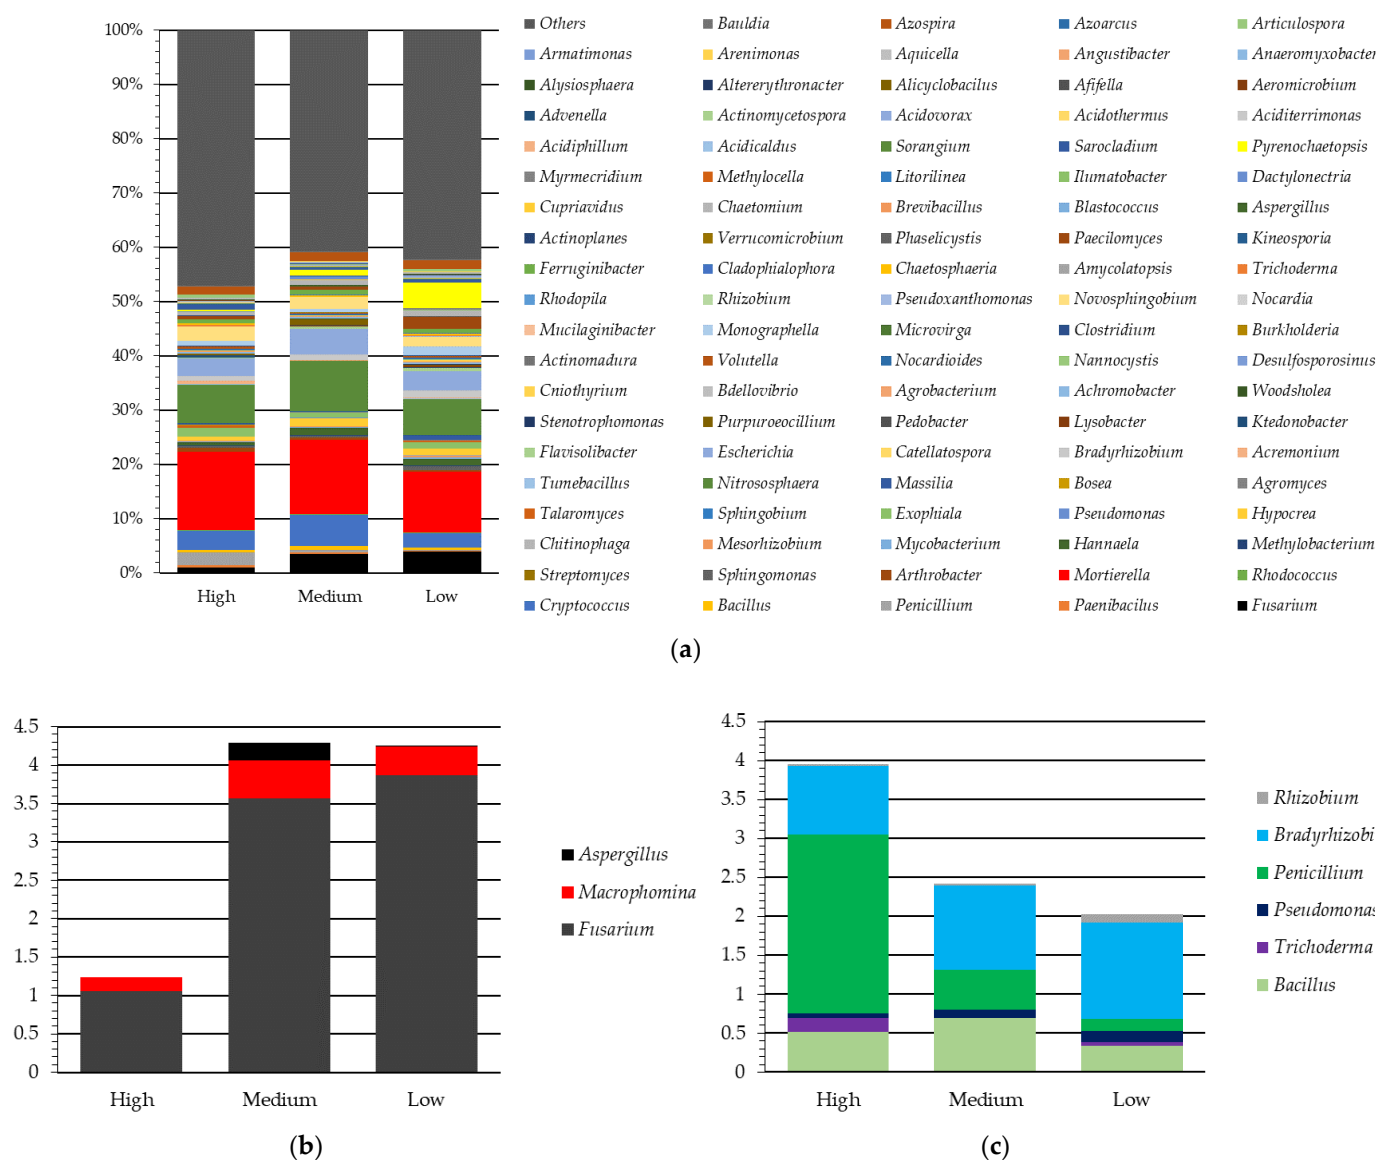 100%
90%
80%
70%
60%
50%
40%
30%
20%
10%
0%
High Medium Low
Others Bauldia Azospira Azoarcus Articulospora
Armatimonas Arenimonas Aquicella Angustibacter Anaeromyxobacter
Alysiosphaera Altererythronacter Alicyclobacilus Afifella Aeromicrobium
Advenella Actinomycetospora Acidovorax Acidothermus Aciditerrimonas
Acidiphillum Acidicaldus Sorangium Sarocladium Pyrenochaetopsis
Myrmecridium Methylocella Litorilinea Ilumatobacter Dactylonectria
Cupriavidus Chaetomium Brevibacillus Blastococcus Aspergillus
Actinoplanes Verrucomicrobium Phaselicystis Paecilomyces Kineosporia
Ferruginibacter Cladophialophora Chaetosphaeria Amycolatopsis Trichoderma
Rhodopila Rhizobium Pseudoxanthomonas Novosphingobium Nocardia
Mucilaginibacter Monographella Microvirga Clostridium Burkholderia
Actinomadura Volutella Nocardioides Nannocystis Desulfosporosinus
Cniothyrium Bdellovibrio Agrobacterium Achromobacter Woodsholea
Stenotrophomonas Purpuroeocillium Pedobacter Lysobacter Ktedonobacter
Flavisolibacter Escherichia Catellatospora Bradyrhizobium Acremonium
Tumebacillus Nitrososphaera Massilia Bosea Agromyces
Talaromyces Sphingobium Exophiala Pseudomonas Hypocrea
Chitinophaga Mesorhizobium Mycobacterium Hannaela Methylobacterium
Streptomyces Sphingomonas Arthrobacter Mortierella Rhodococcus
Cryptococcus Bacillus Penicillium Paenibacilus Fusarium
(a)
4.5
4
3.5
3
2.5
2
1.5
1
0.5
0
High Medium Low
Aspergillus
Macrophomina
Fusarium
(b)
4.5
4
3.5
3
2.5
2
1.5
1
0.5
0
High Medium Low
Rhizobium
Bradyrhizobi
Penicillium
Pseudomonas
Trichoderma
Bacillus
(c)